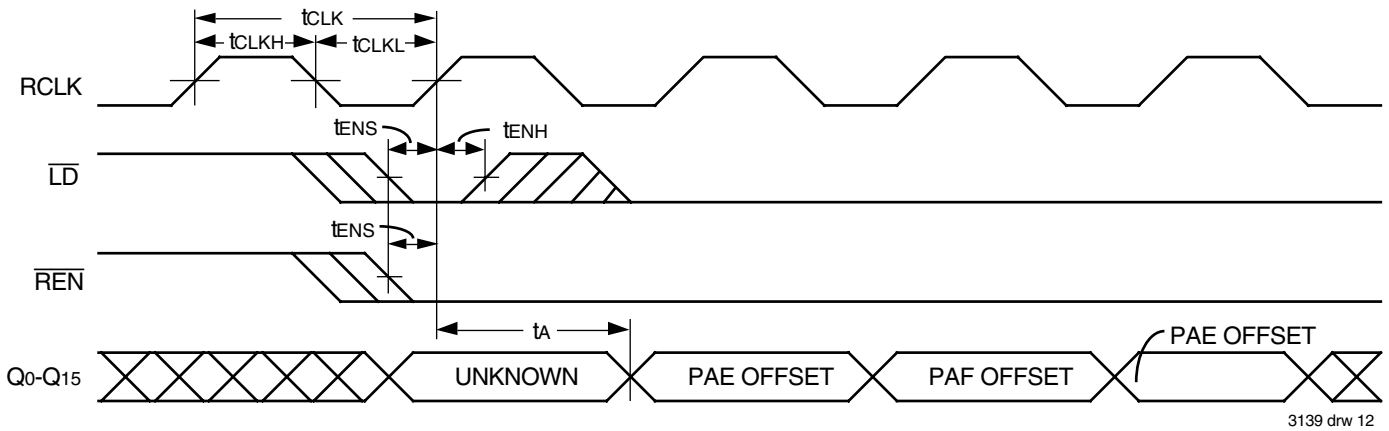 tCLK
tCLKH tCLKL
RCLK
tENS tENH
LD
tENS
REN
tA
PAE OFFSET
Q0-Q15 UNKNOWN PAE OFFSET PAF OFFSET
3139 drw 12